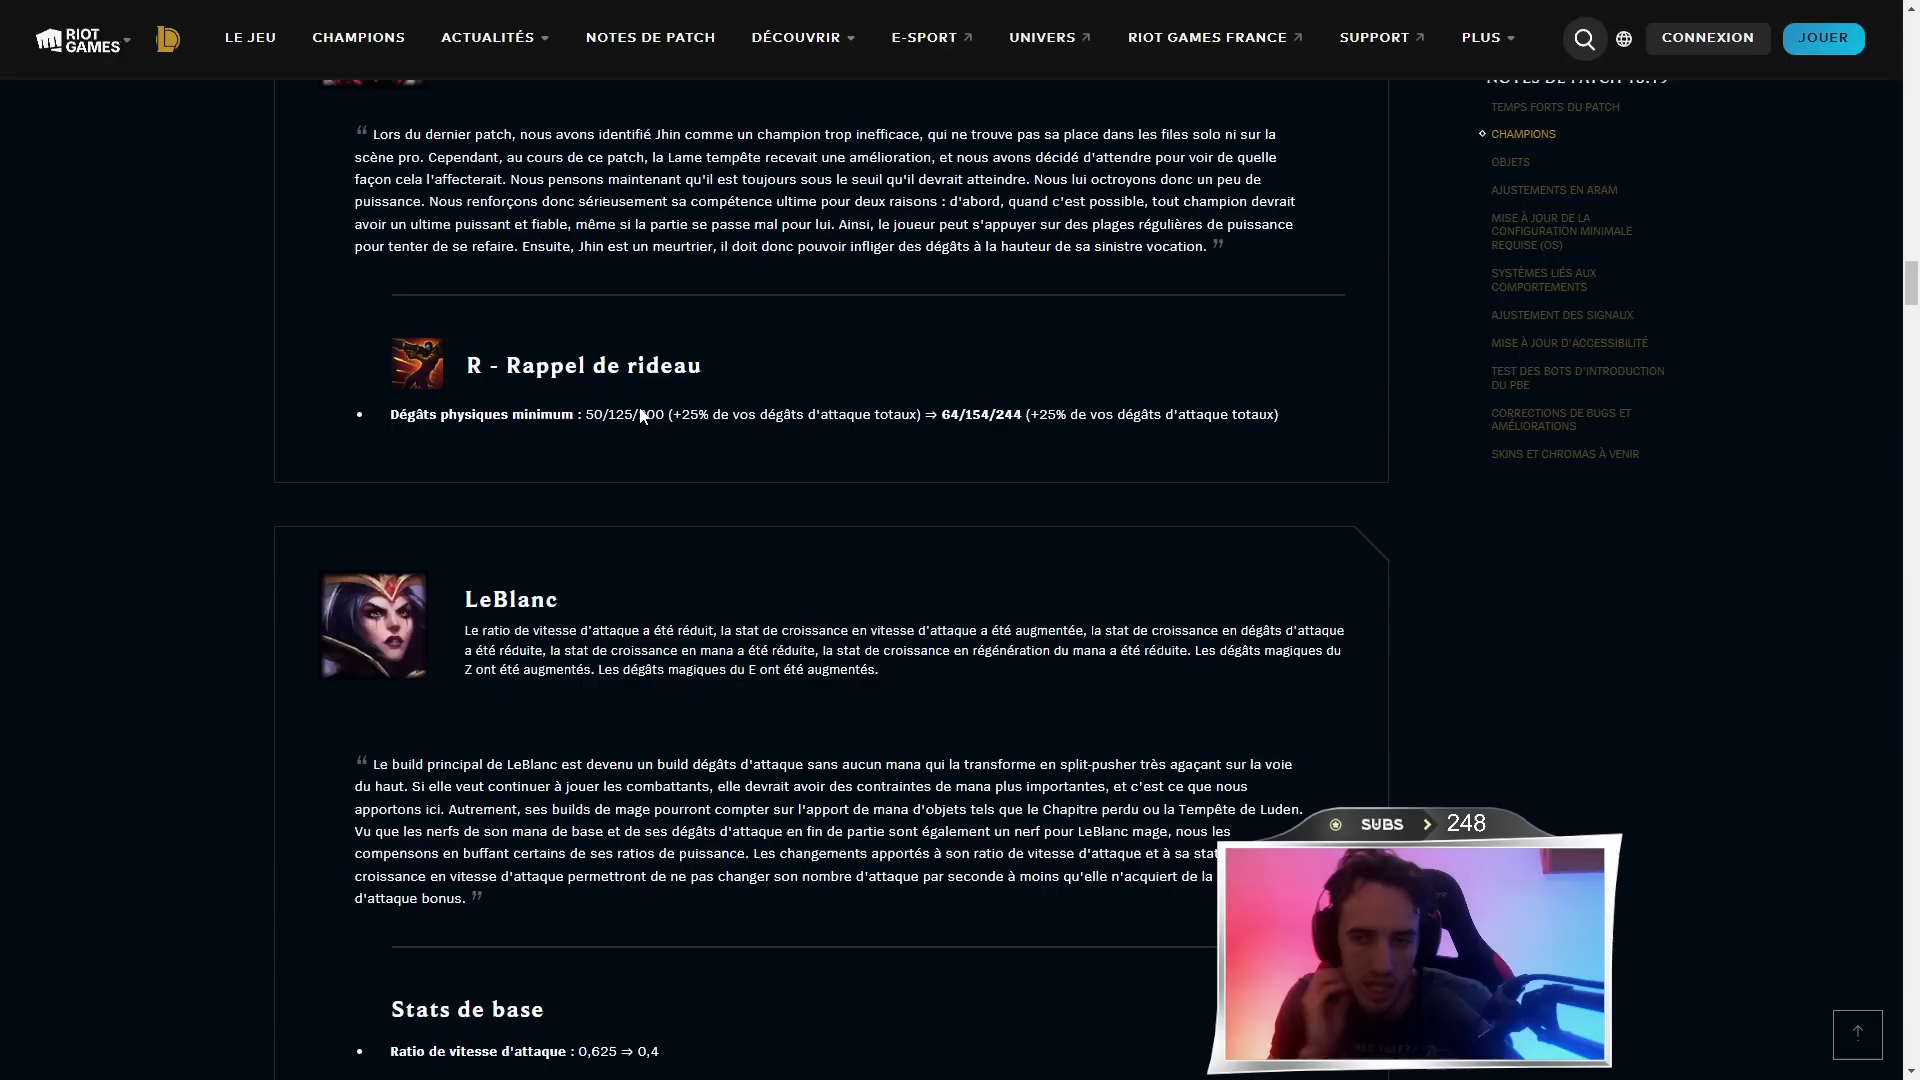 RIOT GAMES
LE JEU
CHAMPIONS
ACTUALITÉS
NOTES DE PATCH
DÉCOUVRIR
E-SPORT
UNIVERS
RIOT GAMES FRANCE
SUPPORT
PLUS
CONNEXION
JOUER
“ Lors du dernier patch, nous avons identifié Jhin comme un champion trop inefficace, qui ne trouve pas sa place dans les files solo ni sur la
scène pro. Cependant, au cours de ce patch, la Lame tempête recevait une amélioration, et nous avons décidé d'attendre pour voir de quelle
façon cela l'affecterait. Nous pensons maintenant qu'il est toujours sous le seuil qu'il devrait atteindre. Nous lui octroyons donc un peu de
puissance. Nous renforçons donc sérieusement sa compétence ultime pour deux raisons : d'abord, quand c'est possible, tout champion devrait
avoir un ultime puissant et fiable, même si la partie se passe mal pour lui. Ainsi, le joueur peut s'appuyer sur des plages régulières de puissance
pour tenter de se refaire. Ensuite, Jhin est un meurtrier, il doit donc pouvoir infliger des dégâts à la hauteur de sa sinistre vocation. ”
R - Rappel de rideau
• Dégâts physiques minimum : 50/125/200 (+25% de vos dégâts d'attaque totaux) ⇒ 64/154/244 (+25% de vos dégâts d'attaque totaux)
LeBlanc
Le ratio de vitesse d'attaque a été réduit, la stat de croissance en vitesse d'attaque a été augmentée, la stat de croissance en dégâts d'attaque
a été réduite, la stat de croissance en mana a été réduite, la stat de croissance en régénération du mana a été réduite. Les dégâts magiques du
Z ont été augmentés. Les dégâts magiques du E ont été augmentés.
“ Le build principal de LeBlanc est devenu un build dégâts d'attaque sans aucun mana qui la transforme en split-pusher très agaçant sur la voie
du haut. Si elle veut continuer à jouer les combattants, elle devrait avoir des contraintes de mana plus importantes, et c'est ce que nous
apportons ici. Autrement, ses builds de mage pourront compter sur l'apport de mana d'objets tels que le Chapitre perdu ou la Tempête de Luden.
Vu que les nerfs de son mana de base et de ses dégâts d'attaque en fin de partie sont également un nerf pour LeBlanc mage, nous les
compensons en buffant certains de ses ratios de puissance. Les changements apportés à son ratio de vitesse d'attaque et à sa stat
croissance en vitesse d'attaque permettront de ne pas changer son nombre d'attaque par seconde à moins qu'elle n'acquiert de la
d'attaque bonus. ”
Stats de base
• Ratio de vitesse d'attaque : 0,625 ⇒ 0,4
NOTES DE PATCH 13.19
TEMPS FORTS DU PATCH
CHAMPIONS
OBJETS
AJUSTEMENTS EN ARAM
MISE À JOUR DE LA
CONFIGURATION MINIMALE
REQUISE (OS)
SYSTÈMES LIÉS AUX
COMPORTEMENTS
AJUSTEMENT DES SIGNAUX
MISE À JOUR D'ACCESSIBILITÉ
TEST DES BOTS D'INTRODUCTION
DU PBE
CORRECTIONS DE BUGS ET
AMÉLIORATIONS
SKINS ET CHROMAS À VENIR
SUBS > 248